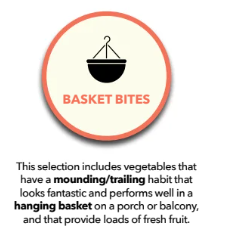 BASKET BITES
This selection includes vegetables that
have a mounding/trailing habit that
looks fantastic and performs well in a
hanging basket on a porch or balcony,
and that provide loads of fresh fruit.